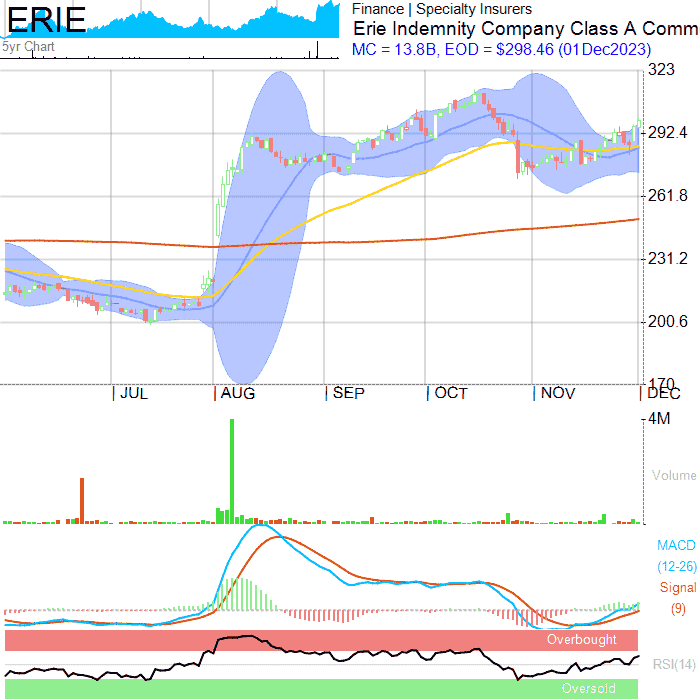 ERIE
5yr Chart
Finance | Specialty Insurers
Erie Indemnity Company Class A Comm
MC = 13.8B, EOD = $298.46 (01Dec2023)
323
292.4
261.8
231.2
200.6
170
JUL AUG SEP OCT NOV DEC
4M
Volume
MACD
(12-26)
Signal
(9)
Overbought
RSI(14)
Oversold